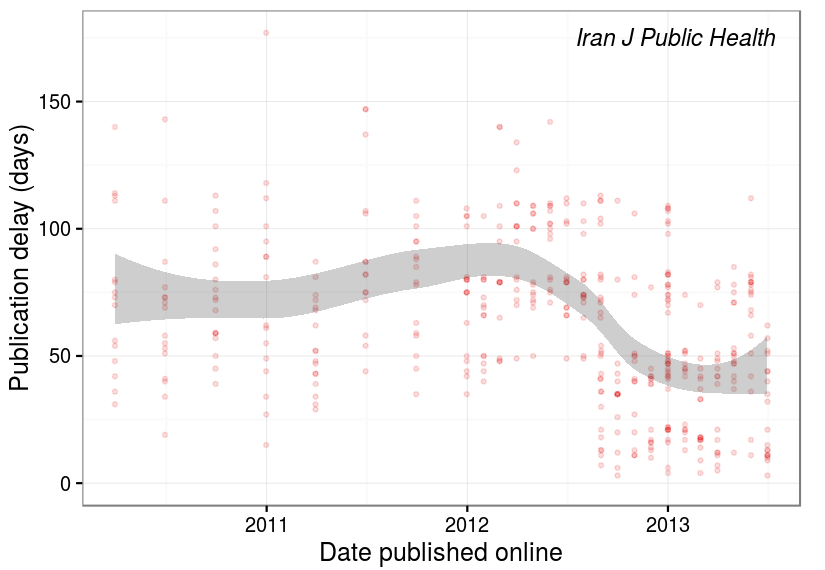 Iran J Public Health
Publication delay (days)
150
100
50
0
2011 2012 2013
Date published online